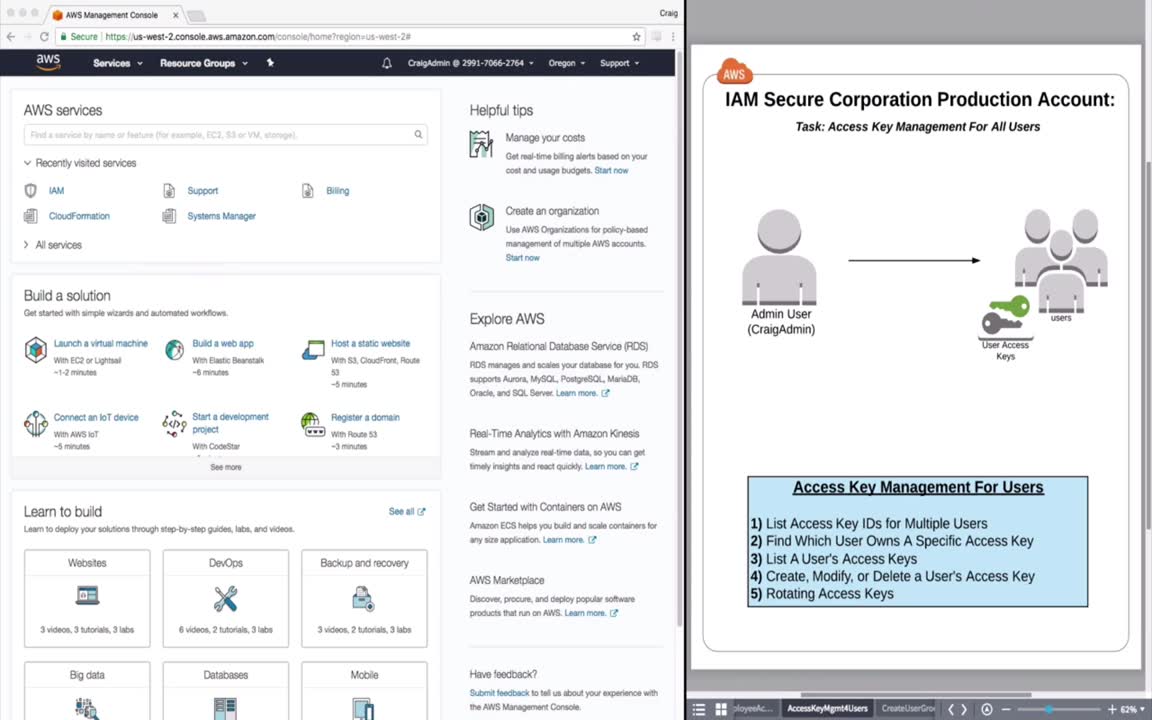 AWS Management Console
Craig
Secure
https://us-west-2.console.aws.amazon.com/console/home?region=us-west-2#
aws
Services
Resource Groups
CraigAdmin @ 2991-7066-2764
Oregon
Support
AWS services
Find a service by name or feature (for example, EC2, S3 or VM, storage).
Recently visited services
IAM
Support
Billing
CloudFormation
Systems Manager
All services
Build a solution
Get started with simple wizards and automated workflows.
Launch a virtual machine
With EC2 or Lightsail
~1-2 minutes
Build a web app
With Elastic Beanstalk
~6 minutes
Host a static website
With S3, CloudFront, Route
53
~5 minutes
Connect an IoT device
With AWS IoT
~5 minutes
Start a development
project
With CodeStar
Register a domain
With Route 53
~3 minutes
See more
Learn to build
See all
Learn to deploy your solutions through step-by-step guides, labs, and videos.
Websites
3 videos, 3 tutorials, 3 labs
DevOps
6 videos, 2 tutorials, 3 labs
Backup and recovery
3 videos, 2 tutorials, 3 labs
Big data
Databases
Mobile
Helpful tips
Manage your costs
Get real-time billing alerts based on your
cost and usage budgets. Start now
Create an organization
Use AWS Organizations for policy-based
management of multiple AWS accounts.
Start now
Explore AWS
Amazon Relational Database Service (RDS)
RDS manages and scales your database for you. RDS
supports Aurora, MySQL, PostgreSQL, MariaDB,
Oracle, and SQL Server. Learn more.
Real-Time Analytics with Amazon Kinesis
Stream and analyze real-time data, so you can get
timely insights and react quickly. Learn more.
Get Started with Containers on AWS
Amazon ECS helps you build and scale containers for
any size application. Learn more.
AWS Marketplace
Discover, procure, and deploy popular software
products that run on AWS. Learn more.
Have feedback?
Submit feedback to tell us about your experience with
the AWS Management Console.
AWS
IAM Secure Corporation Production Account:
Task: Access Key Management For All Users
Admin User
(CraigAdmin)
users
User Access
Keys
Access Key Management For Users
1) List Access Key IDs for Multiple Users
2) Find Which User Owns A Specific Access Key
3) List A User's Access Keys
4) Create, Modify, or Delete a User's Access Key
5) Rotating Access Keys
ployeeAc...
AccessKeyMgmt4Users
CreateUserGro
62%